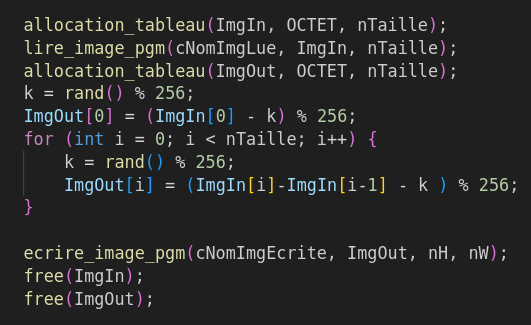 allocation_tableau(ImgIn, OCTET, nTaille);
lire_image_pgm(cNomImgLue, ImgIn, nTaille);
allocation_tableau(ImgOut, OCTET, nTaille);
k = rand() % 256;
ImgOut[0] = (ImgIn[0] - k) % 256;
for (int i = 0; i < nTaille; i++) {
    k = rand() % 256;
    ImgOut[i] = (ImgIn[i]-ImgIn[i-1] - k ) % 256;
}
ecrire_image_pgm(cNomImgEcrite, ImgOut, nH, nW);
free(ImgIn);
free(ImgOut);